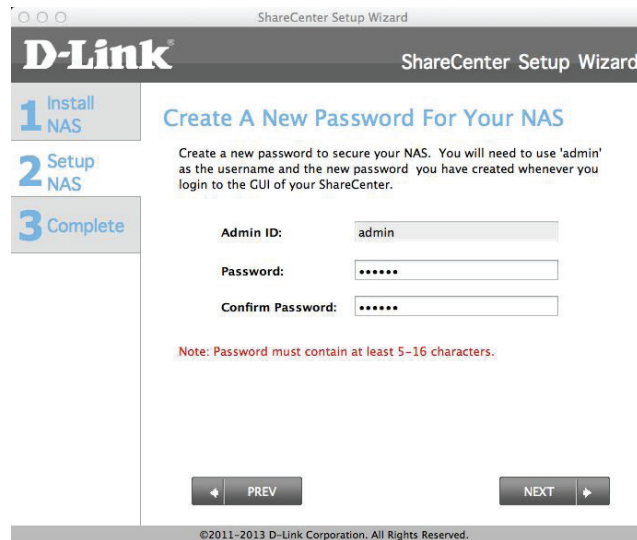 ShareCenter Setup Wizard
D-Link®
ShareCenter Setup Wizard
1 Install
NAS
2 Setup
NAS
3 Complete
Create A New Password For Your NAS
Create a new password to secure your NAS. You will need to use 'admin'
as the username and the new password you have created whenever you
login to the GUI of your ShareCenter.
Admin ID: admin
Password: ••••••
Confirm Password: ••••••
Note: Password must contain at least 5-16 characters.
PREV
NEXT
©2011-2013 D-Link Corporation. All Rights Reserved.